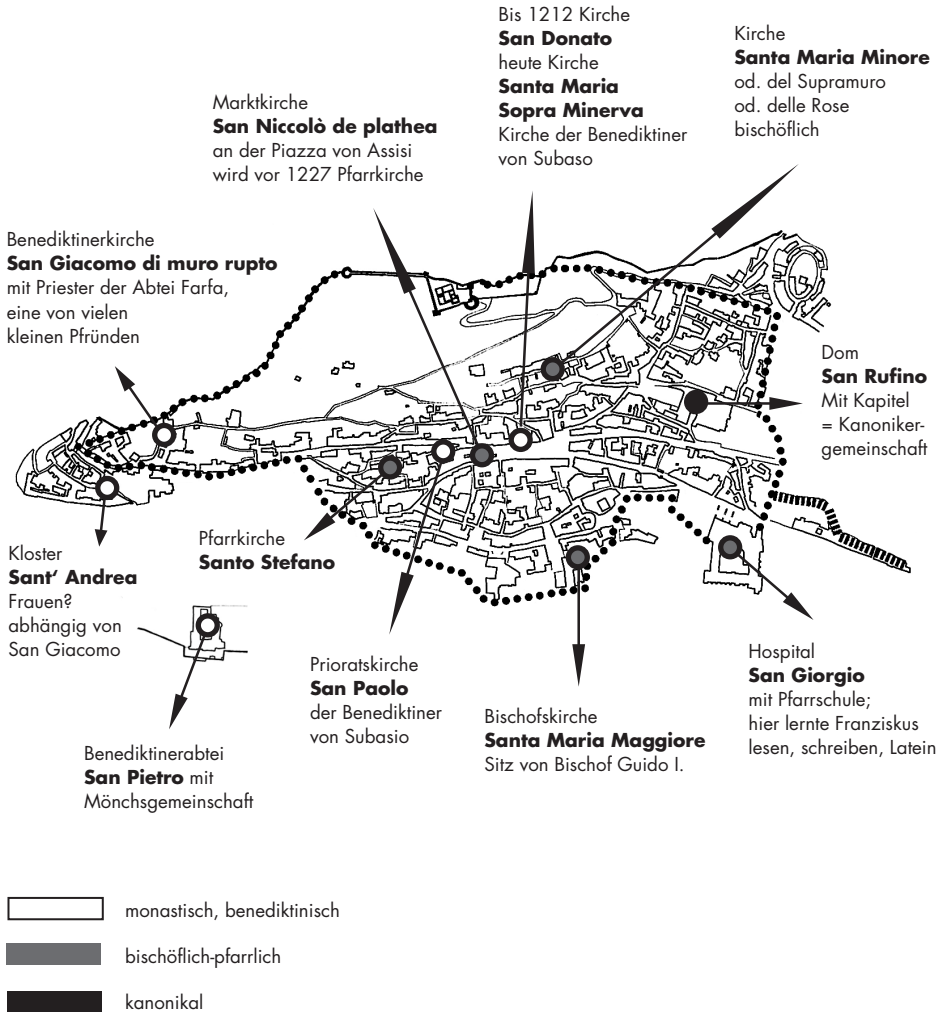 Bis 1212 Kirche
San Donato
heute Kirche
Santa Maria
Sopra Minerva
Kirche der Benediktiner
von Subaso
Kirche
Santa Maria Minore
od. del Supramuro
od. delle Rose
bischöflich
Marktkirche
San Niccolò de plathea
an der Piazza von Assisi
wird vor 1227 Pfarrkirche
Benediktinerkirche
San Giacomo di muro rupto
mit Priester der Abtei Farfa,
eine von vielen
kleinen Pfründen
Dom
San Rufino
Mit Kapitel
= Kanoniker-
gemeinschaft
Kloster
Sant' Andrea
Frauen?
abhängig von
San Giacomo
Pfarrkirche
Santo Stefano
Prioratskirche
San Paolo
der Benediktiner
von Subasio
Bischofskirche
Santa Maria Maggiore
Sitz von Bischof Guido I.
Hospital
San Giorgio
mit Pfarrschule;
hier lernte Franziskus
lesen, schreiben, Latein
Benediktinerabtei
San Pietro mit
Mönchsgemeinschaft
monastisch, benediktinisch
bischöflich-pfarrlich
kanonikal